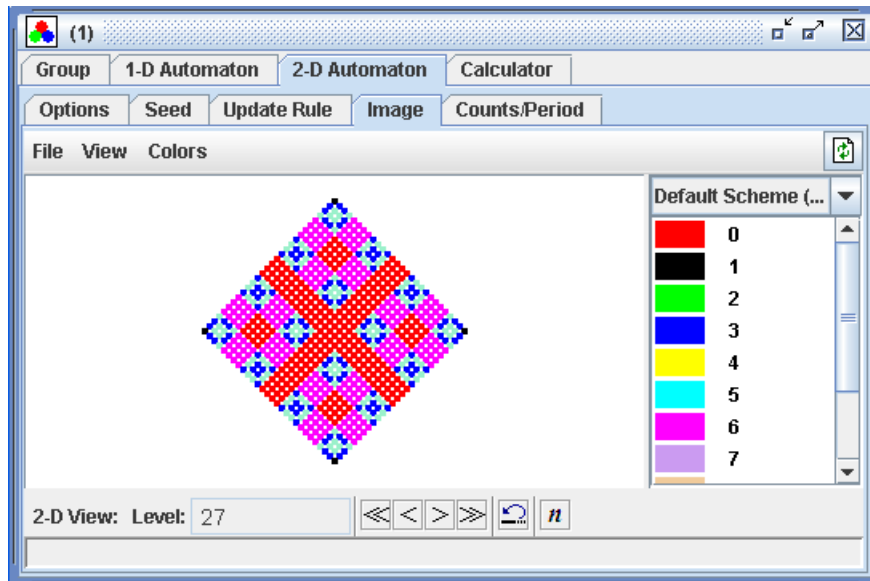 (1)
Group 1-D Automaton 2-D Automaton Calculator
Options Seed Update Rule Image Counts/Period
File View Colors
Default Scheme (...
0
1
2
3
4
5
6
7
2-D View: Level: 27 n